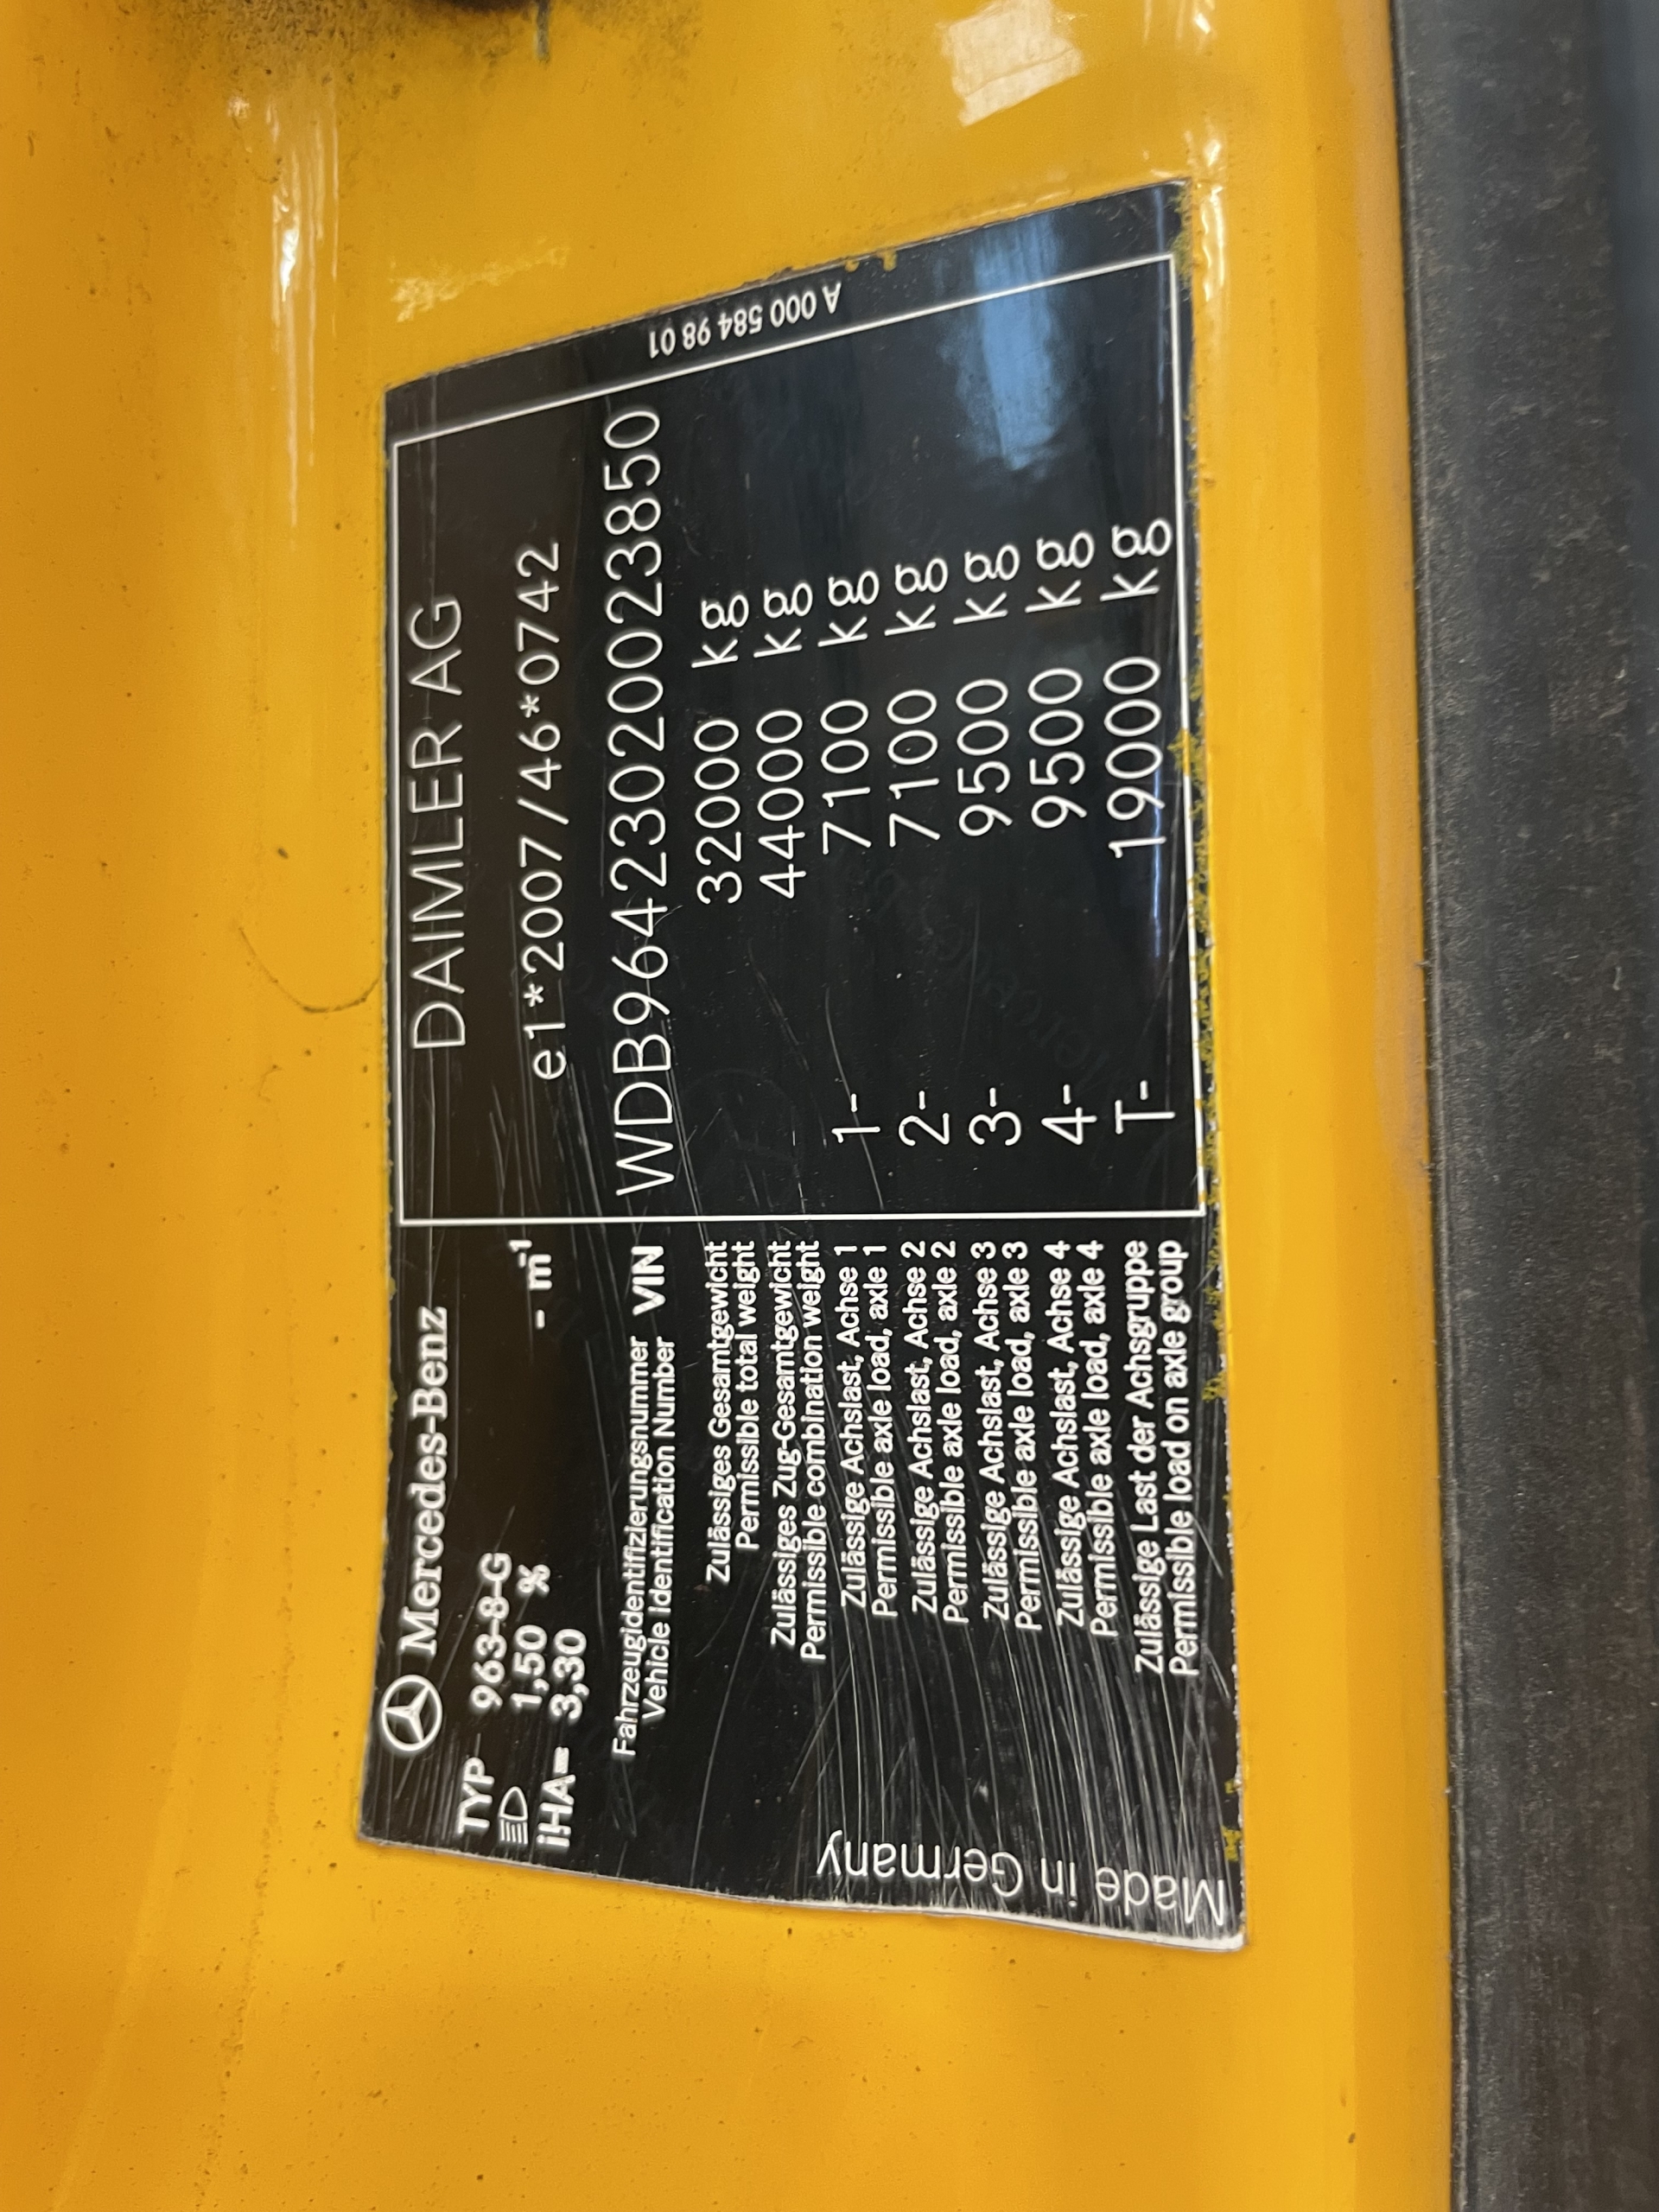 Mercedes-Benz
TYP 963-8-G
1,50 %
- m⁻¹
iHA= 3,30
DAIMLER AG
e1*2007/46*0742
Fahrzeugidentifizierungsnummer
Vehicle Identification Number
VIN
WDB96423020023850
Zulässiges Gesamtgewicht
Permissible total weight
32000 kg
Zulässiges Zug-Gesamtgewicht
Permissible combination weight
44000 kg
Zulässige Achslast, Achse 1
Permissible axle load, axle 1
1- 7100 kg
Zulässige Achslast, Achse 2
Permissible axle load, axle 2
2- 7100 kg
Zulässige Achslast, Achse 3
Permissible axle load, axle 3
3- 9500 kg
Zulässige Achslast, Achse 4
Permissible axle load, axle 4
4- 9500 kg
Zulässige Last der Achsgruppe
Permissible load on axle group
T- 19000 kg
Made in Germany
A 000 584 98 01